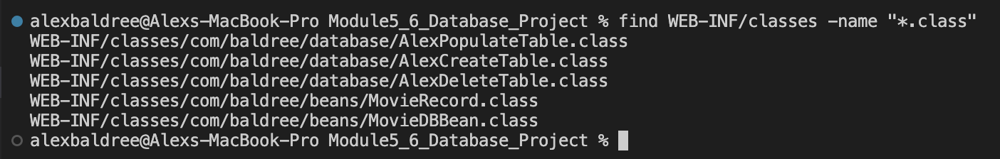 alexbaldree@Alexs-MacBook-Pro Module5_6_Database_Project % find WEB-INF/classes -name "*.class"
WEB-INF/classes/com/baldree/database/AlexPopulateTable.class
WEB-INF/classes/com/baldree/database/AlexCreateTable.class
WEB-INF/classes/com/baldree/database/AlexDeleteTable.class
WEB-INF/classes/com/baldree/beans/MovieRecord.class
WEB-INF/classes/com/baldree/beans/MovieDBBean.class
alexbaldree@Alexs-MacBook-Pro Module5_6_Database_Project %